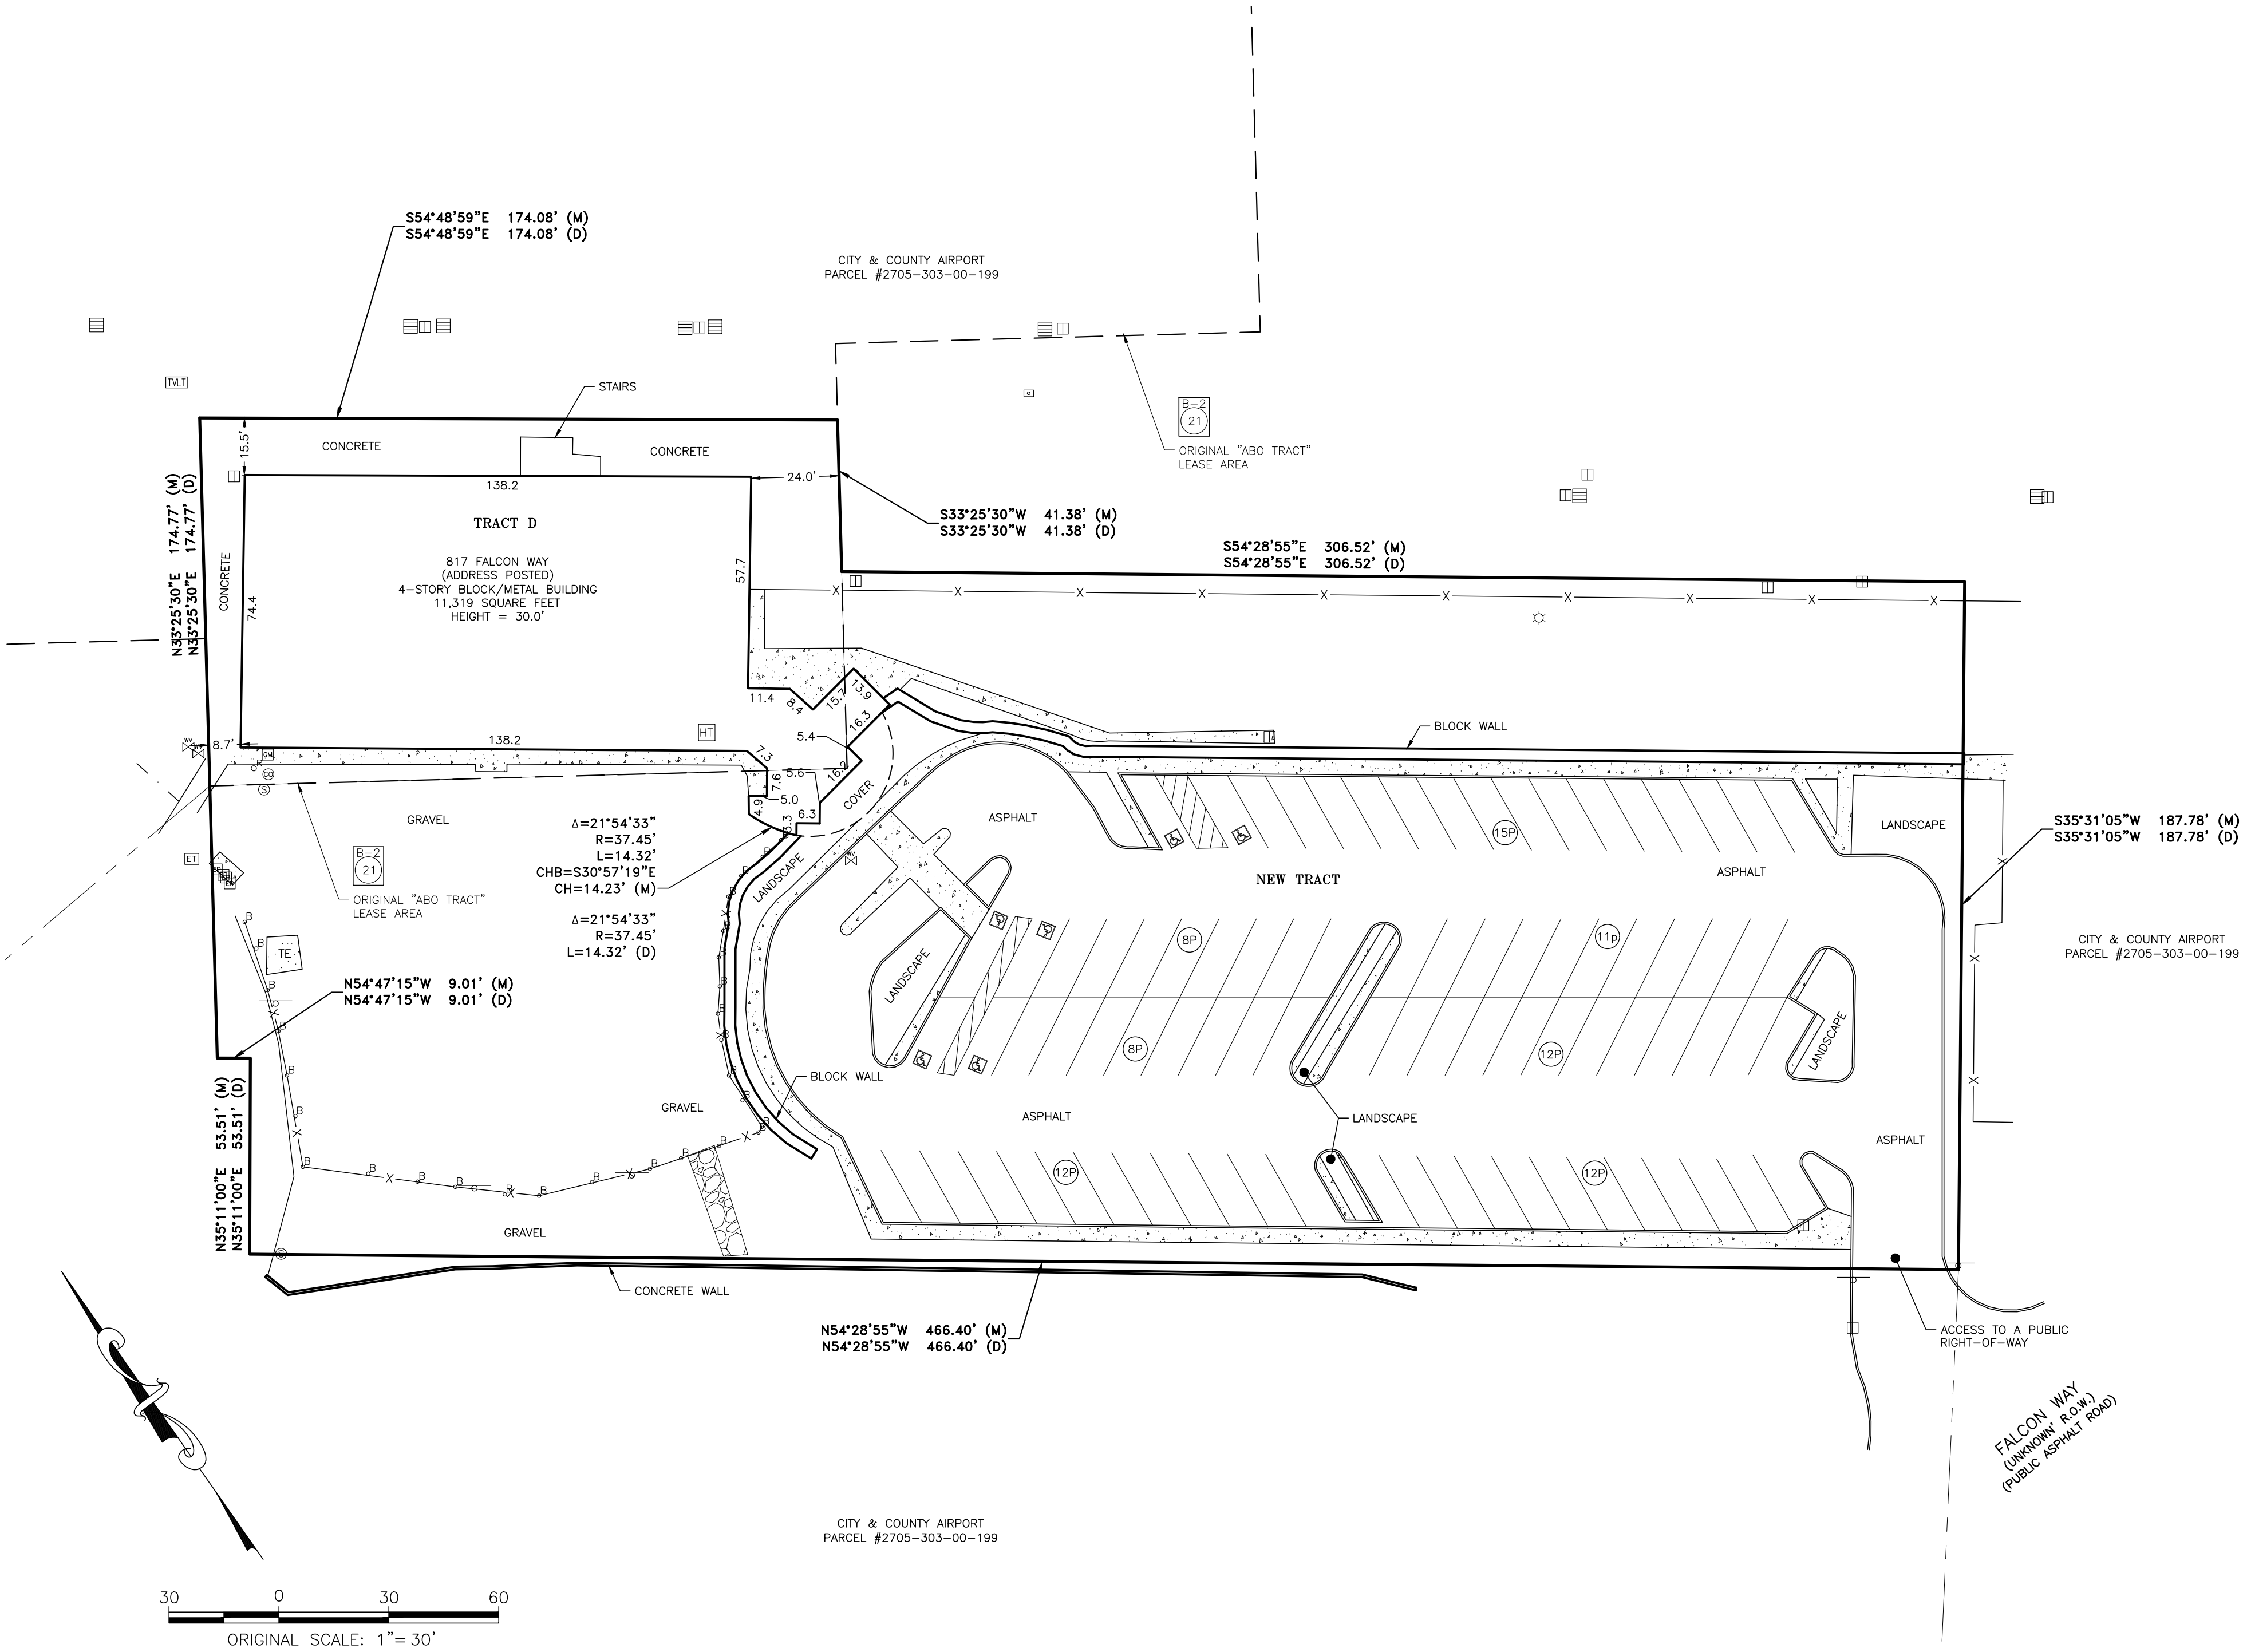 S54°48'59"E 174.08' (M)
S54°48'59"E 174.08' (D)
CITY & COUNTY AIRPORT
PARCEL #2705-303-00-199
TVLT
STAIRS
B-2
21
ORIGINAL "ABO TRACT"
LEASE AREA
15.5'
CONCRETE
CONCRETE
138.2
24.0'
N33°25'30"E 174.77' (M)
N33°25'30"E 174.77' (D)
S33°25'30"W 41.38' (M)
S33°25'30"W 41.38' (D)
S54°28'55"E 306.52' (M)
S54°28'55"E 306.52' (D)
TRACT D
817 FALCON WAY
(ADDRESS POSTED)
4-STORY BLOCK/METAL BUILDING
11,319 SQUARE FEET
HEIGHT = 30.0'
CONCRETE
74.4
57.7
X X X X X X X X X X
11.4
8.4
15.7
13.9
16.3
5.4
HT
138.2
8.7'
WV
GM
CO
S
7.3
7.6
5.6
16.2
5.0
4.9
6.3
3.3
COVER
BLOCK WALL
GRAVEL
Δ=21°54'33"
R=37.45'
L=14.32'
CHB=S30°57'19"E
CH=14.23' (M)
Δ=21°54'33"
R=37.45'
L=14.32' (D)
ET
B-2
21
ORIGINAL "ABO TRACT"
LEASE AREA
WV
LANDSCAPE
ASPHALT
15P
LANDSCAPE
ASPHALT
NEW TRACT
S35°31'05"W 187.78' (M)
S35°31'05"W 187.78' (D)
CITY & COUNTY AIRPORT
PARCEL #2705-303-00-199
TE
8P
11p
LANDSCAPE
N54°47'15"W 9.01' (M)
N54°47'15"W 9.01' (D)
8P
12P
LANDSCAPE
BLOCK WALL
N35°11'00"E 53.51' (M)
N35°11'00"E 53.51' (D)
GRAVEL
ASPHALT
LANDSCAPE
ASPHALT
12P
12P
GRAVEL
CONCRETE WALL
N54°28'55"W 466.40' (M)
N54°28'55"W 466.40' (D)
ACCESS TO A PUBLIC
RIGHT-OF-WAY
FALCON WAY
(UNKNOWN' R.O.W.)
(PUBLIC ASPHALT ROAD)
CITY & COUNTY AIRPORT
PARCEL #2705-303-00-199
30 0 30 60
ORIGINAL SCALE: 1"= 30'